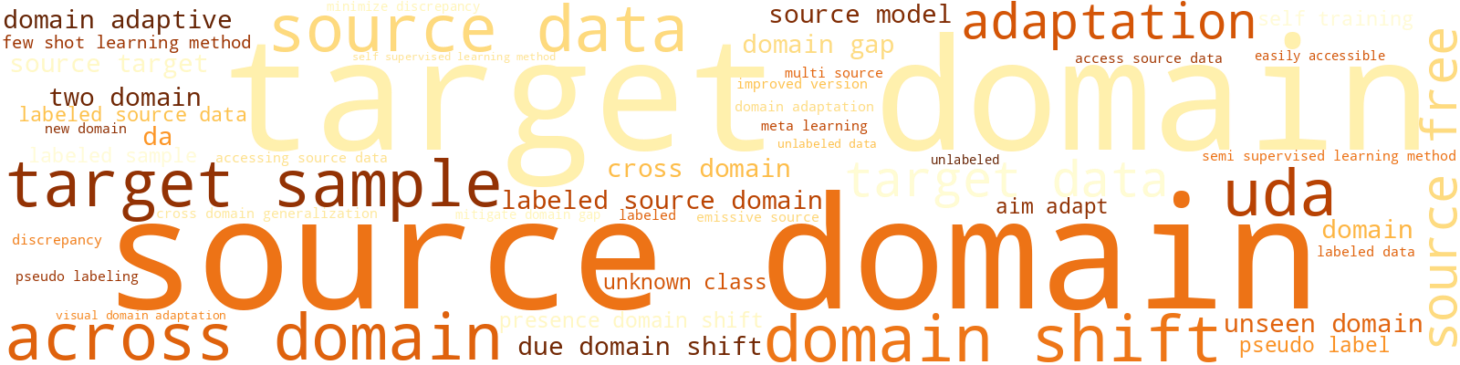 minimize discrepancy
domain adaptive
source data
source model
adaptation
self training
few shot learning method
source target
self supervised learning method
domain gap
access source data
easily accessible
target domain
multi source
improved version
two domain
labeled source data
domain adaptation
new domain
da
meta learning
unlabeled data
source free
labeled sample
accessing source data
cross domain
unlabeled
semi supervised learning method
target sample
target data
uda
labeled source domain
aim adapt
cross domain generalization
mitigate domain gap
labeled
emissive source
discrepancy
source domain
domain
labeled data
pseudo labeling
unknown class
visual domain adaptation
across domain
presence domain shift
due domain shift
domain shift
unseen domain
pseudo label